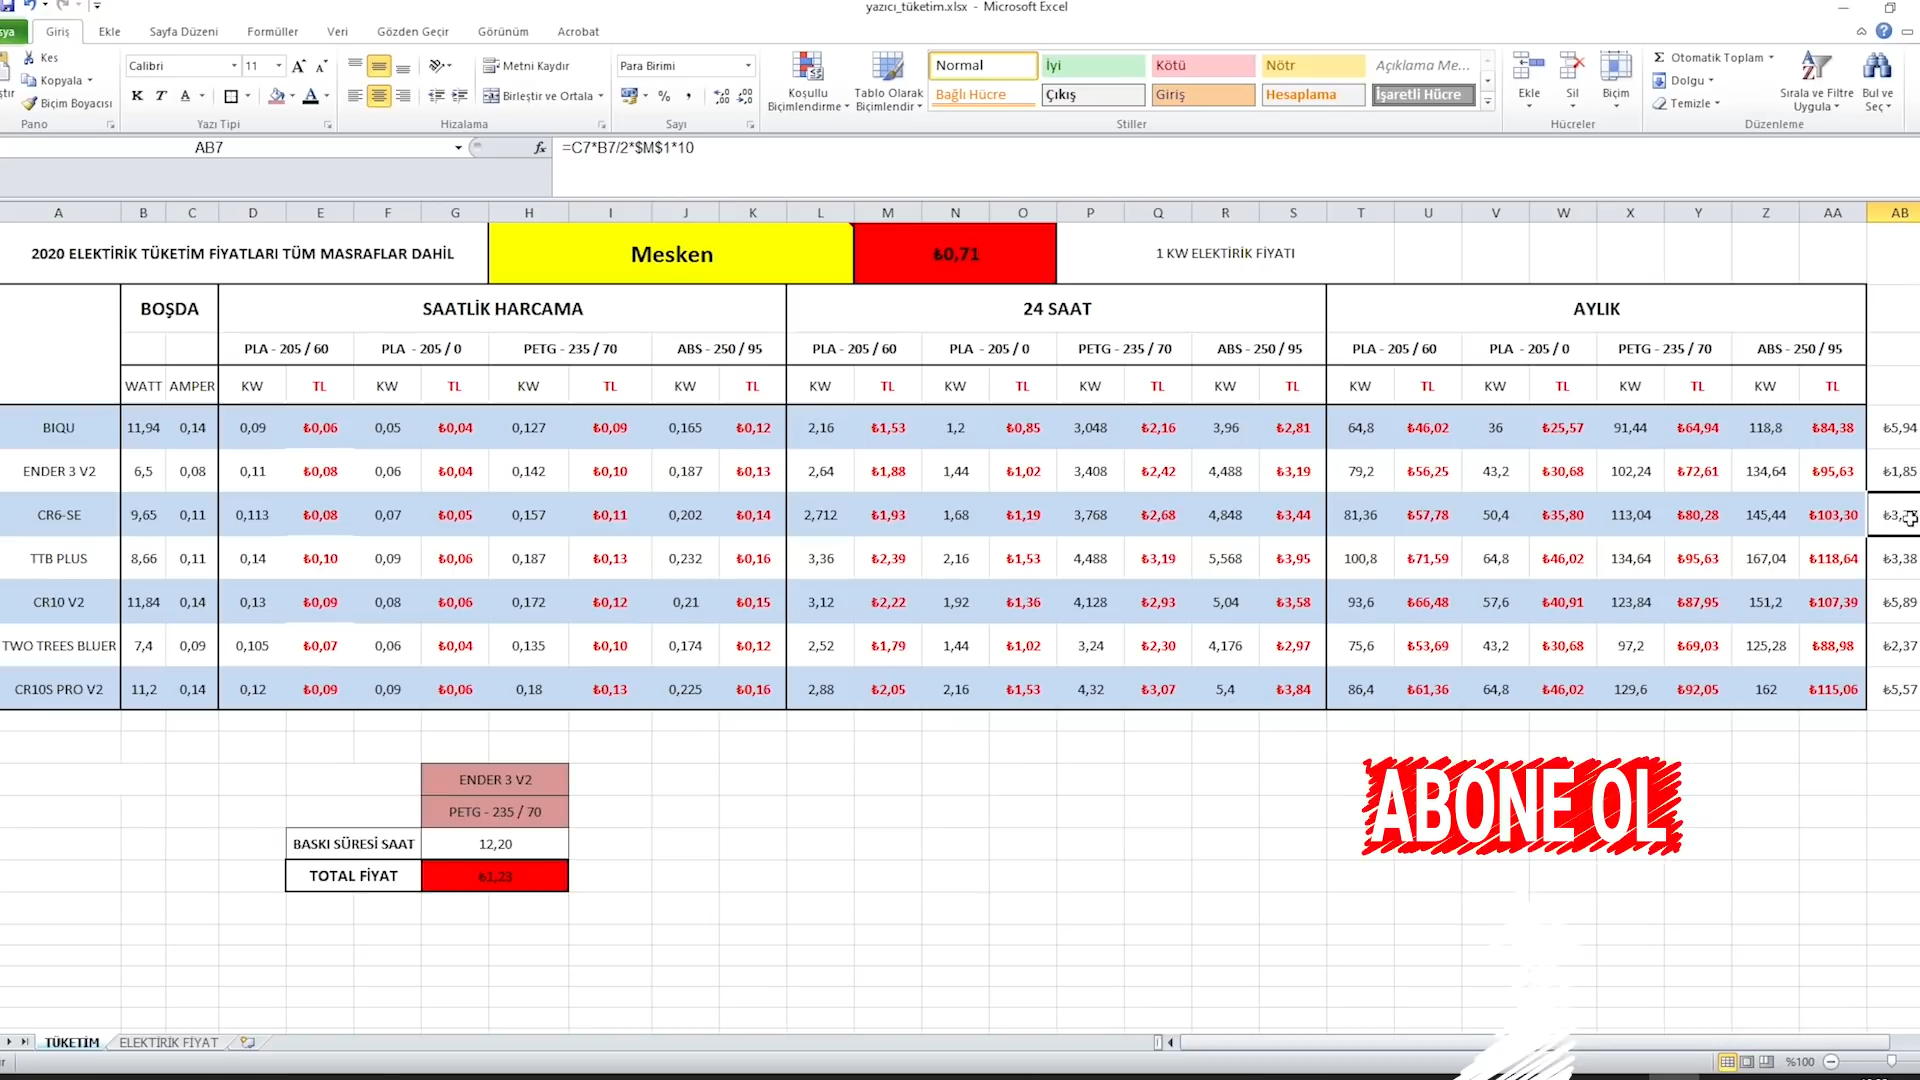 yazıcı_tüketim.xlsx - Microsoft Excel
Giriş Ekle Sayfa Düzeni Formüller Veri Gözden Geçir Görünüm Acrobat
Kes
Kopyala
Biçim Boyacısı
Pano
Calibri 11
K T A
Yazı Tipi
Metni Kaydır
Birleştir ve Ortala
Hizalama
Para Birimi
%
Sayı
Koşullu Biçimlendirme
Tablo Olarak Biçimlendir
Normal İyi Kötü Nötr Açıklama Me...
Bağlı Hücre Çıkış Giriş Hesaplama İşaretli Hücre
Stiller
Ekle Sil Biçim
Hücreler
Σ Otomatik Toplam
Dolgu
Temizle
Sırala ve Filtre Uygula
Bul ve Seç
Düzenleme
AB7 fx =C7*B7/2*$M$1*10
A B C D E F G H I J K L M N O P Q R S T U V W X Y Z AA AB
2020 ELEKTİRİK TÜKETİM FİYATLARI TÜM MASRAFLAR DAHİL Mesken ₺0,71 1 KW ELEKTİRİK FİYATI
BOŞDA SAATLİK HARCAMA 24 SAAT AYLIK
PLA - 205 / 60 PLA - 205 / 0 PETG - 235 / 70 ABS - 250 / 95 PLA - 205 / 60 PLA - 205 / 0 PETG - 235 / 70 ABS - 250 / 95 PLA - 205 / 60 PLA - 205 / 0 PETG - 235 / 70 ABS - 250 / 95
WATT AMPER KW TL KW TL KW TL KW TL KW TL KW TL KW TL KW TL KW TL KW TL KW TL KW TL
BIQU 11,94 0,14 0,09 ₺0,06 0,05 ₺0,04 0,127 ₺0,09 0,165 ₺0,12 2,16 ₺1,53 1,2 ₺0,85 3,048 ₺2,16 3,96 ₺2,81 64,8 ₺46,02 36 ₺25,57 91,44 ₺64,94 118,8 ₺84,38 ₺5,94
ENDER 3 V2 6,5 0,08 0,11 ₺0,08 0,06 ₺0,04 0,142 ₺0,10 0,187 ₺0,13 2,64 ₺1,88 1,44 ₺1,02 3,408 ₺2,42 4,488 ₺3,19 79,2 ₺56,25 43,2 ₺30,68 102,24 ₺72,61 134,64 ₺95,63 ₺1,85
CR6-SE 9,65 0,11 0,113 ₺0,08 0,07 ₺0,05 0,157 ₺0,11 0,202 ₺0,14 2,712 ₺1,93 1,68 ₺1,19 3,768 ₺2,68 4,848 ₺3,44 81,36 ₺57,78 50,4 ₺35,80 113,04 ₺80,28 145,44 ₺103,30
TTB PLUS 8,66 0,11 0,14 ₺0,10 0,09 ₺0,06 0,187 ₺0,13 0,232 ₺0,16 3,36 ₺2,39 2,16 ₺1,53 4,488 ₺3,19 5,568 ₺3,95 100,8 ₺71,59 64,8 ₺46,02 134,64 ₺95,63 167,04 ₺118,64 ₺3,38
CR10 V2 11,84 0,14 0,13 ₺0,09 0,08 ₺0,06 0,172 ₺0,12 0,21 ₺0,15 3,12 ₺2,22 1,92 ₺1,36 4,128 ₺2,93 5,04 ₺3,58 93,6 ₺66,48 57,6 ₺40,91 123,84 ₺87,95 151,2 ₺107,39 ₺5,89
TWO TREES BLUER 7,4 0,09 0,105 ₺0,07 0,06 ₺0,04 0,135 ₺0,10 0,174 ₺0,12 2,52 ₺1,79 1,44 ₺1,02 3,24 ₺2,30 4,176 ₺2,97 75,6 ₺53,69 43,2 ₺30,68 97,2 ₺69,03 125,28 ₺88,98 ₺2,37
CR10S PRO V2 11,2 0,14 0,12 ₺0,09 0,09 ₺0,06 0,18 ₺0,13 0,225 ₺0,16 2,88 ₺2,05 2,16 ₺1,53 4,32 ₺3,07 5,4 ₺3,84 86,4 ₺61,36 64,8 ₺46,02 129,6 ₺92,05 162 ₺115,06 ₺5,57
ENDER 3 V2
PETG - 235 / 70
BASKI SÜRESİ SAAT 12,20
TOTAL FİYAT ₺1,23
ABONE OL
TÜKETİM ELEKTİRİK FİYAT
%100